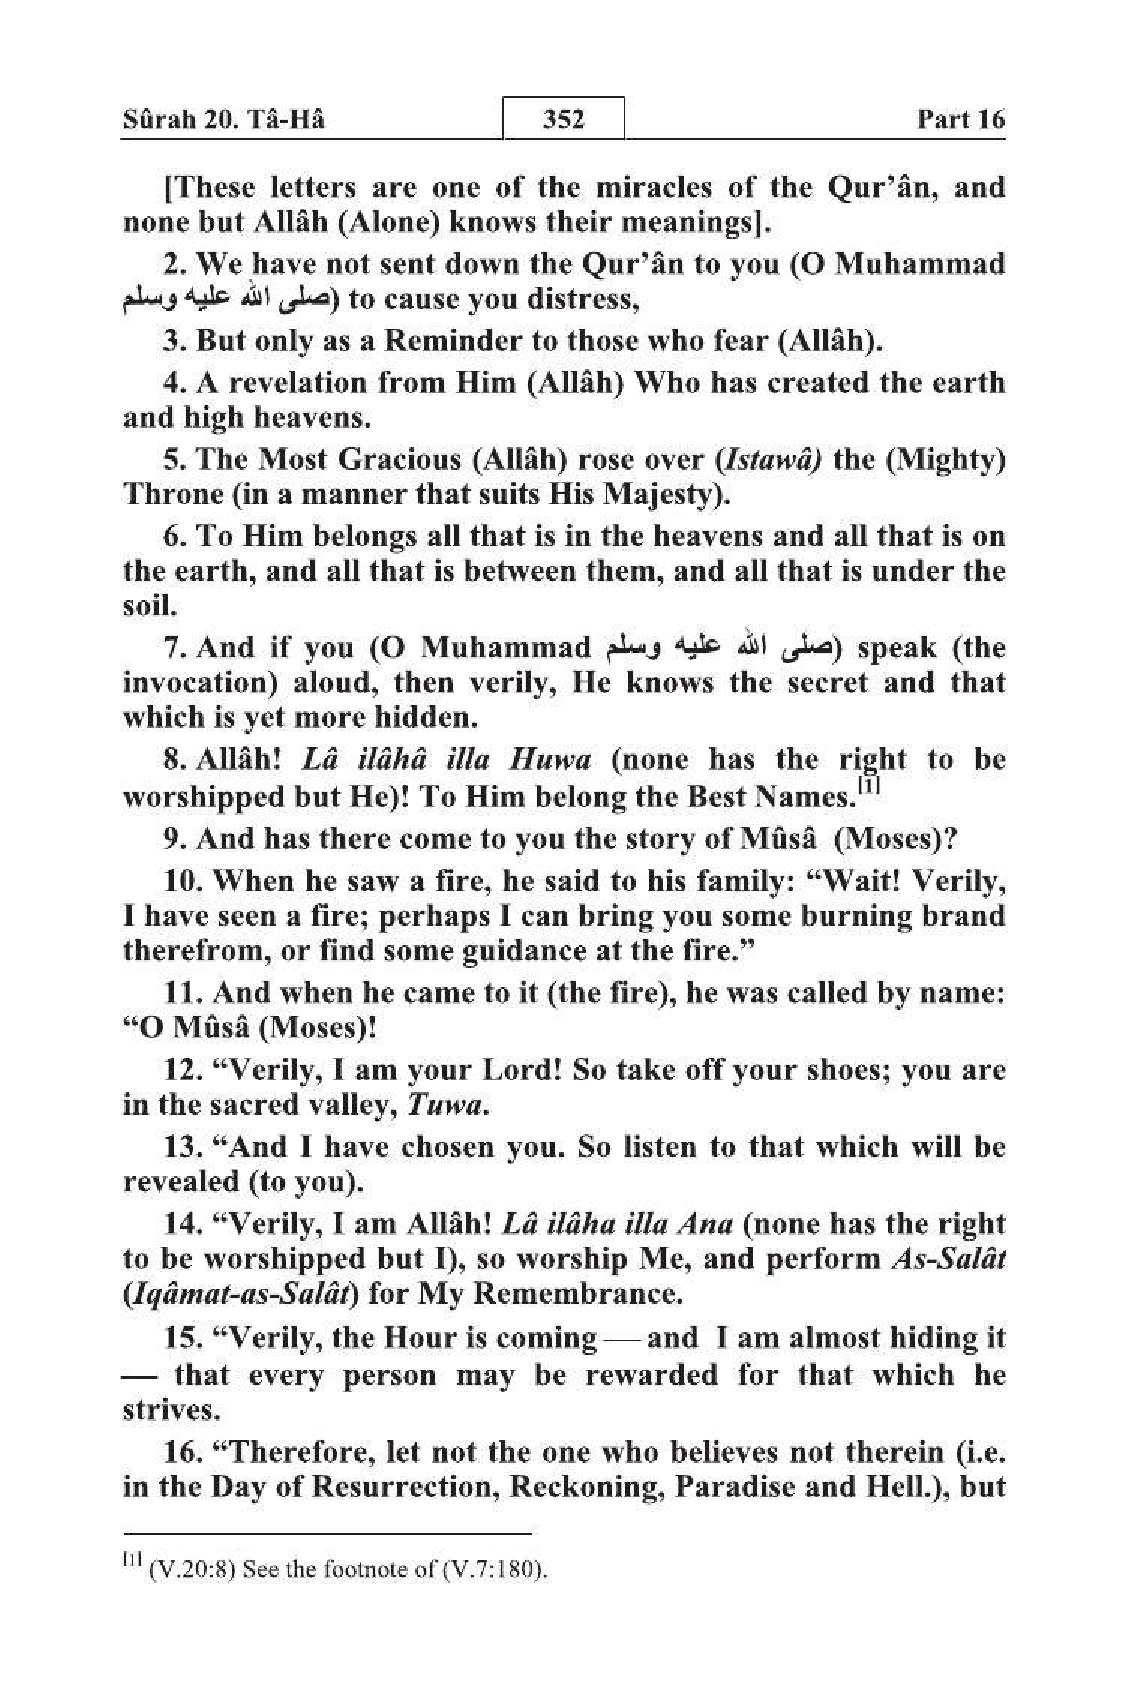 Sûrah 20. Tâ-Hâ 352 Part 16
[These letters are one of the miracles of the Qur’ân, and
none but Allâh (Alone) knows their meanings].
2. We have not sent down the Qur’ân to you (O Muhammad
صلى الله عليه وسلم) to cause you distress,
3. But only as a Reminder to those who fear (Allâh).
4. A revelation from Him (Allâh) Who has created the earth
and high heavens.
5. The Most Gracious (Allâh) rose over (Istawâ) the (Mighty)
Throne (in a manner that suits His Majesty).
6. To Him belongs all that is in the heavens and all that is on
the earth, and all that is between them, and all that is under the
soil.
7. And if you (O Muhammad صلى الله عليه وسلم) speak (the
invocation) aloud, then verily, He knows the secret and that
which is yet more hidden.
8. Allâh! Lâ ilâhâ illa Huwa (none has the right to be
worshipped but He)! To Him belong the Best Names.[1]
9. And has there come to you the story of Mûsâ (Moses)?
10. When he saw a fire, he said to his family: “Wait! Verily,
I have seen a fire; perhaps I can bring you some burning brand
therefrom, or find some guidance at the fire.”
11. And when he came to it (the fire), he was called by name:
“O Mûsâ (Moses)!
12. “Verily, I am your Lord! So take off your shoes; you are
in the sacred valley, Tuwa.
13. “And I have chosen you. So listen to that which will be
revealed (to you).
14. “Verily, I am Allâh! Lâ ilâha illa Ana (none has the right
to be worshipped but I), so worship Me, and perform As-Salât
(Iqâmat-as-Salât) for My Remembrance.
15. “Verily, the Hour is coming — and I am almost hiding it
— that every person may be rewarded for that which he
strives.
16. “Therefore, let not the one who believes not therein (i.e.
in the Day of Resurrection, Reckoning, Paradise and Hell.), but
[1] (V.20:8) See the footnote of (V.7:180).